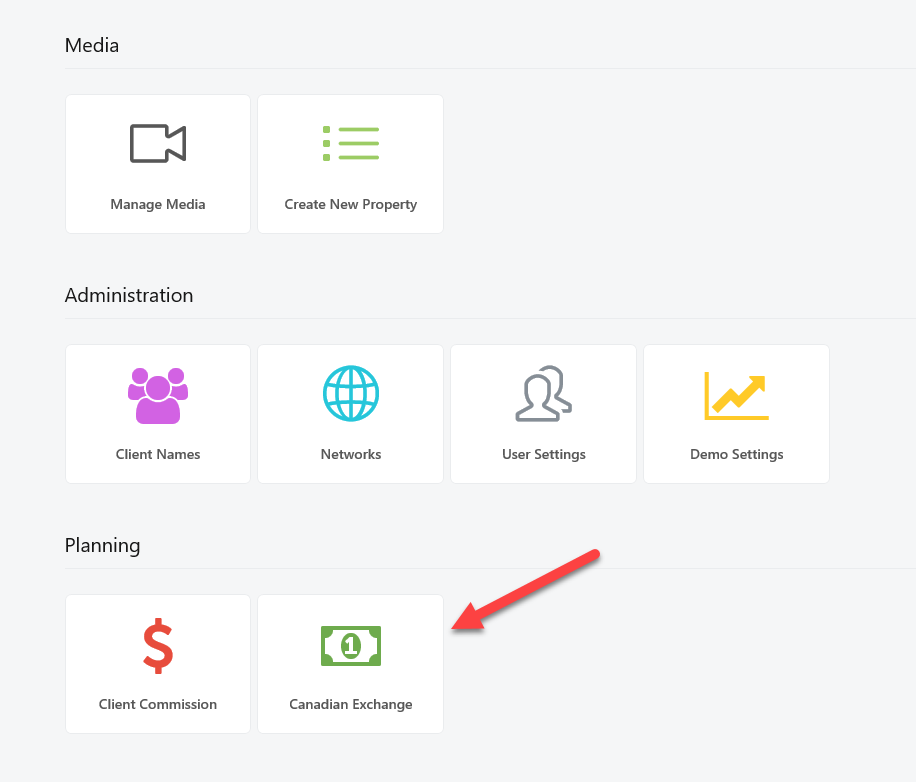 Media
Manage Media
Create New Property
Administration
Client Names
Networks
User Settings
Demo Settings
Planning
$
1
Client Commission
Canadian Exchange